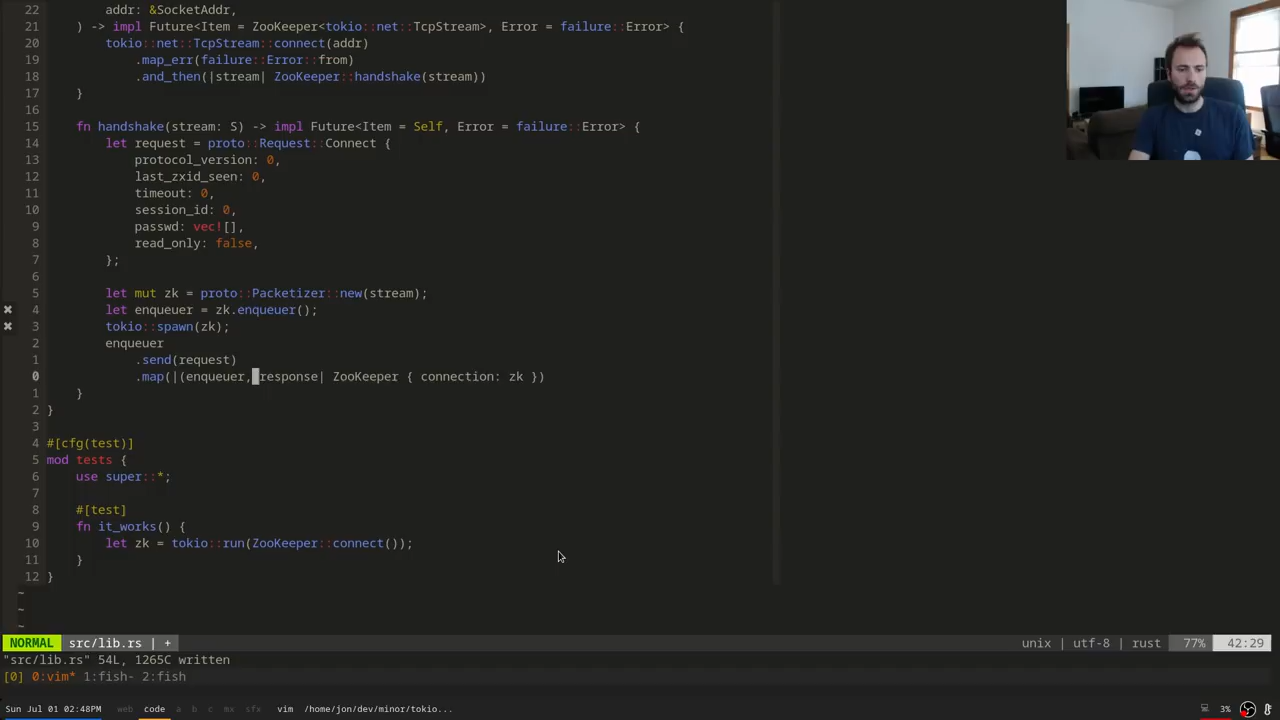 22         addr: &SocketAddr,
21     ) -> impl Future<Item = ZooKeeper<tokio::net::TcpStream>, Error = failure::Error> {
20         tokio::net::TcpStream::connect(addr)
19             .map_err(failure::Error::from)
18             .and_then(|stream| ZooKeeper::handshake(stream))
17     }
16
15     fn handshake(stream: S) -> impl Future<Item = Self, Error = failure::Error> {
14         let request = proto::Request::Connect {
13             protocol_version: 0,
12             last_zxid_seen: 0,
11             timeout: 0,
10             session_id: 0,
9             passwd: vec![],
8             read_only: false,
7         };
6
5         let mut zk = proto::Packetizer::new(stream);
✖ 4         let enqueuer = zk.enqueuer();
✖ 3         tokio::spawn(zk);
2         enqueuer
1             .send(request)
0             .map(|(enqueuer, response| ZooKeeper { connection: zk })
1     }
2 }
3
4 #[cfg(test)]
5 mod tests {
6     use super::*;
7
8     #[test]
9     fn it_works() {
10         let zk = tokio::run(ZooKeeper::connect());
11     }
12 }
~
~
~
NORMAL src/lib.rs | + unix | utf-8 | rust 77% 42:29
"src/lib.rs" 54L, 1265C written
[0] 0:vim* 1:fish- 2:fish
Sun Jul 01 02:48PM web code a b c mx sfx vim /home/jon/dev/minor/tokio... 3%